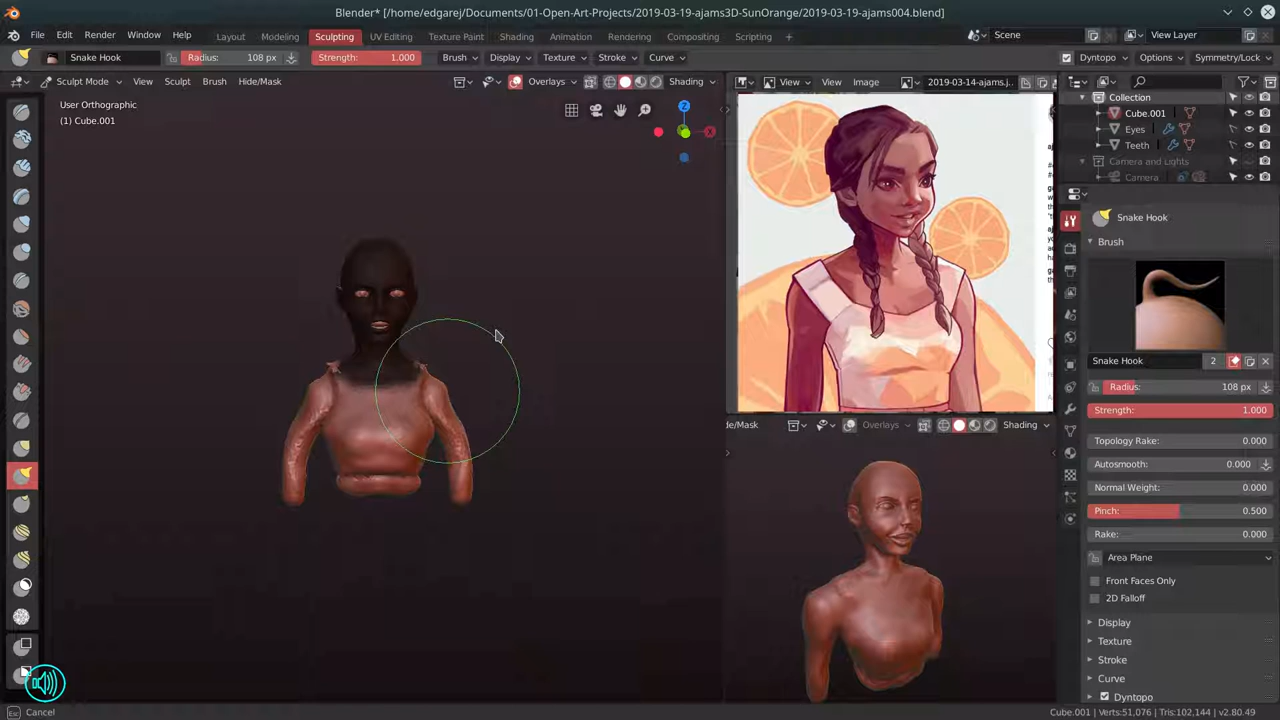 Blender* [/home/edgarej/Documents/01-Open-Art-Projects/2019-03-19-ajams3D-SunOrange/2019-03-19-ajams004.blend]
File Edit Render Window Help Layout Modeling Sculpting UV Editing Texture Paint Shading Animation Rendering Compositing Scripting + Scene View Layer
Snake Hook Radius: 108 px Strength: 1.000 Brush Display Texture Stroke Curve Dyntopo Options Symmetry/Lock
Sculpt Mode View Sculpt Brush Hide/Mask Overlays Shading View View Image 2019-03-14-ajams.j..
User Orthographic
(1) Cube.001
Z
X
Collection
Cube.001
Eyes
Teeth
Camera and Lights
Camera
Snake Hook
Brush
Snake Hook 2
Radius: 108 px
Strength: 1.000
de/Mask Overlays Shading
Topology Rake: 0.000
Autosmooth: 0.000
Normal Weight: 0.000
Pinch: 0.500
Rake: 0.000
Area Plane
Front Faces Only
2D Falloff
Display
Texture
Stroke
Curve
Dyntopo
Esc Cancel
Cube.001 | Verts:51,076 | Tris:102,144 | v2.80.49